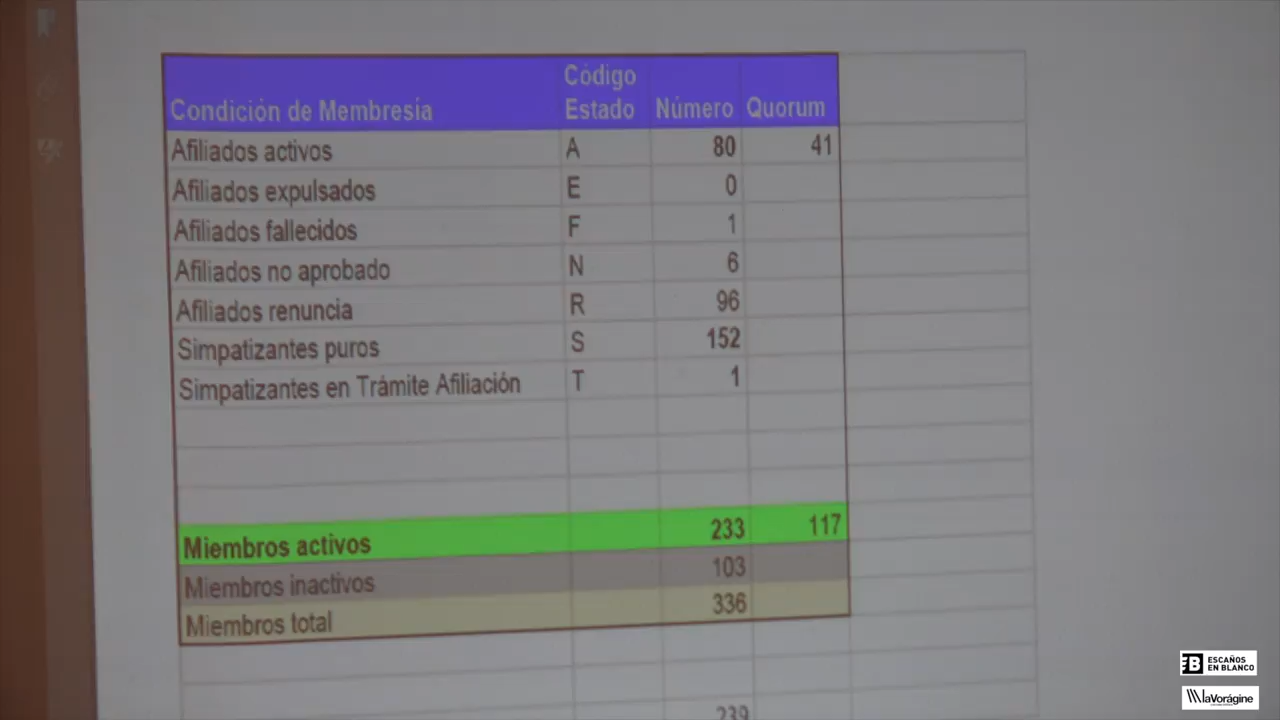 Código
Condición de Membresia Estado Número Quorum
Afiliados activos A 80 41
Afiliados expulsados E 0
Afiliados fallecidos F 1
Afiliados no aprobado N 6
Afiliados renuncia R 96
Simpatizantes puros S 152
Simpatizantes en Trámite Afiliación T 1
Miembros activos 233 117
Miembros inactivos 103
Miembros total 336
239
ESCAÑOS
EN BLANCO
laVorágine